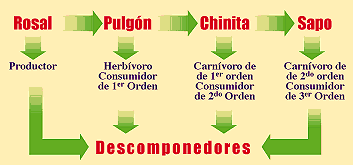 Rosal Pulgón Chinita Sapo
Productor
Herbívoro
Consumidor
de 1er Orden
Carnívoro de
de 1er orden
Consumidor
de 2do Orden
Carnívoro de
de 2do orden
Consumidor
de 3er Orden
Descomponedores